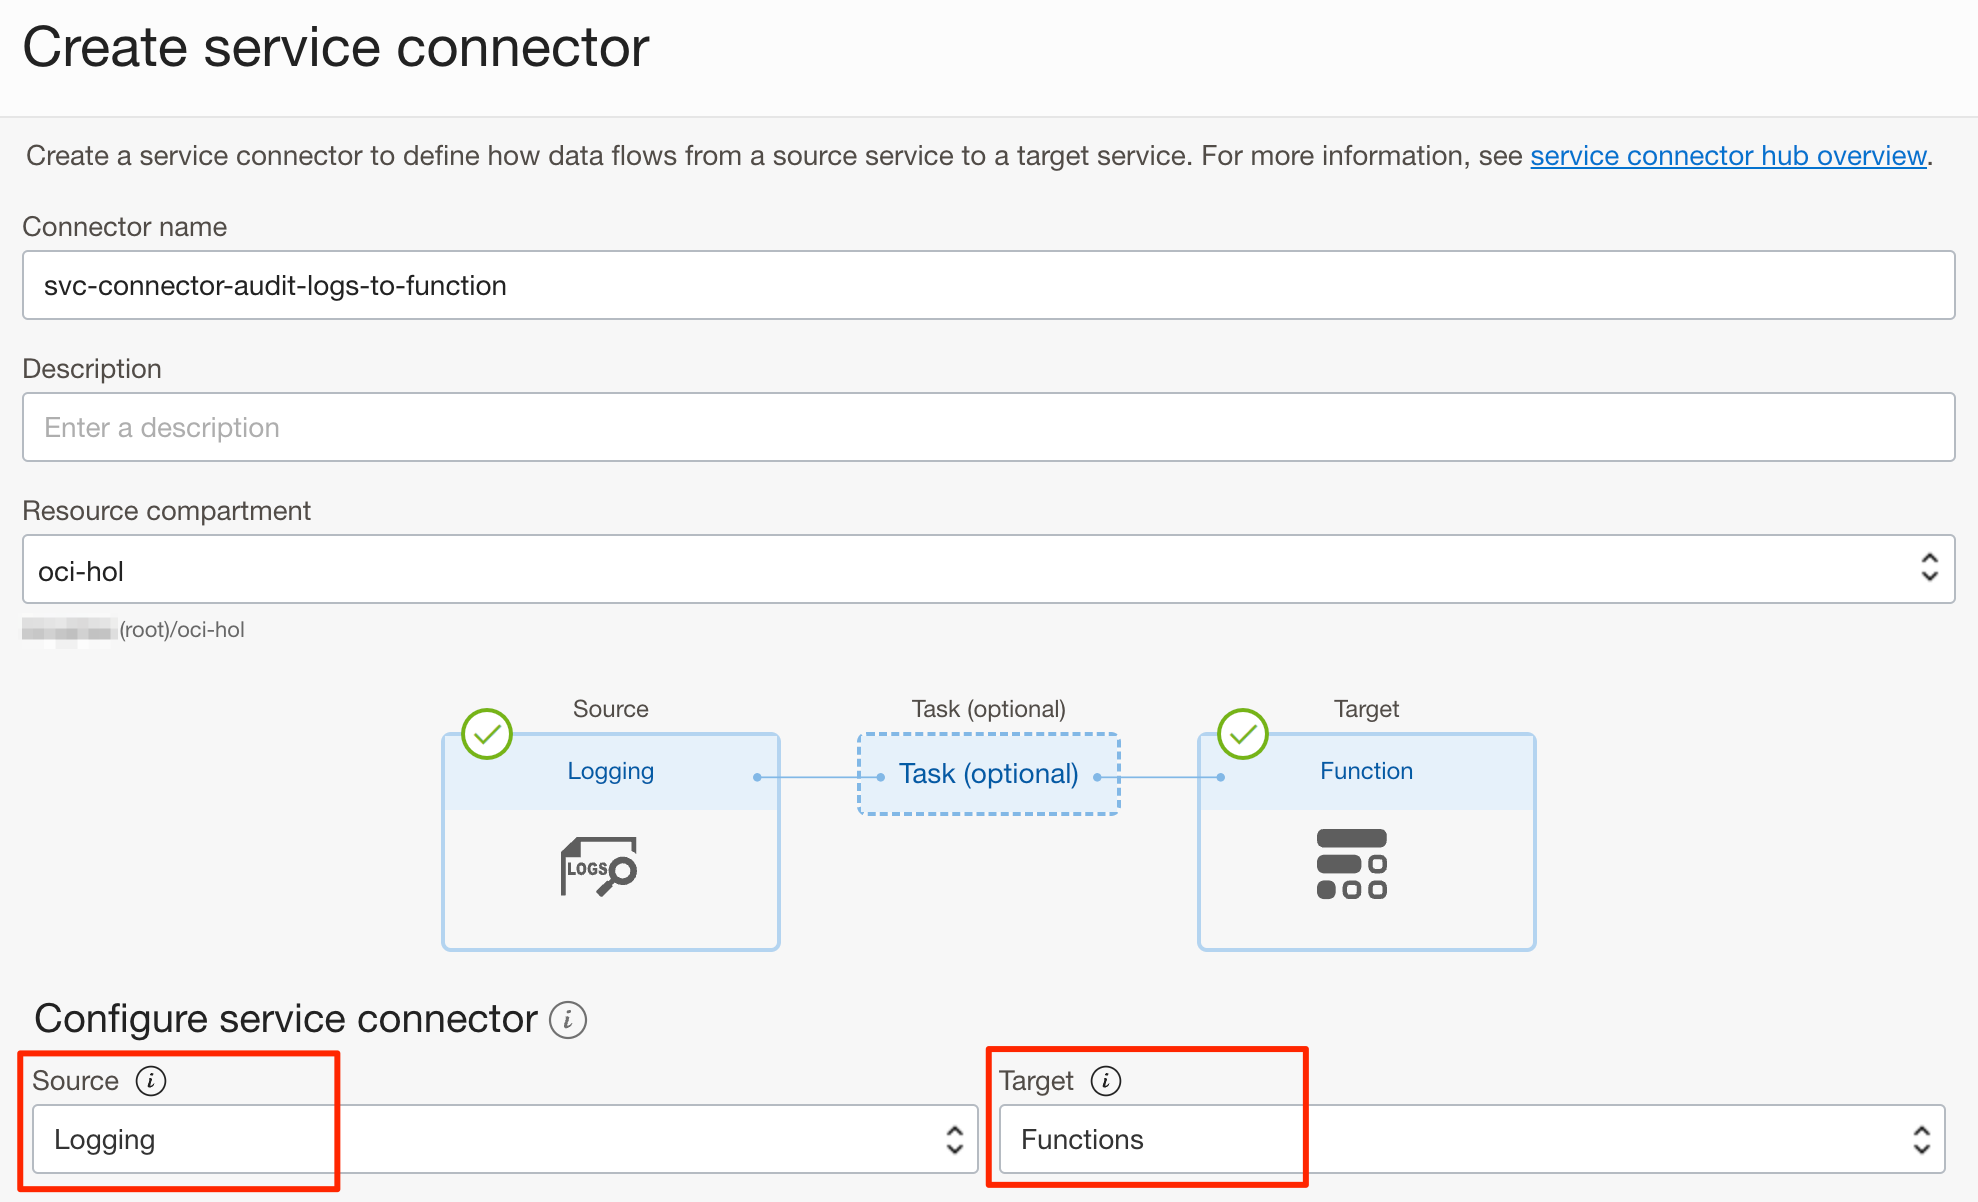 Create service connector
Create a service connector to define how data flows from a source service to a target service. For more information, see service connector hub overview.
Connector name
svc-connector-audit-logs-to-function
Description
Enter a description
Resource compartment
oci-hol
(root)/oci-hol
Source
Task (optional)
Target
Logging
Task (optional)
Function
LOGS
Configure service connector
Source
Target
Logging
Functions